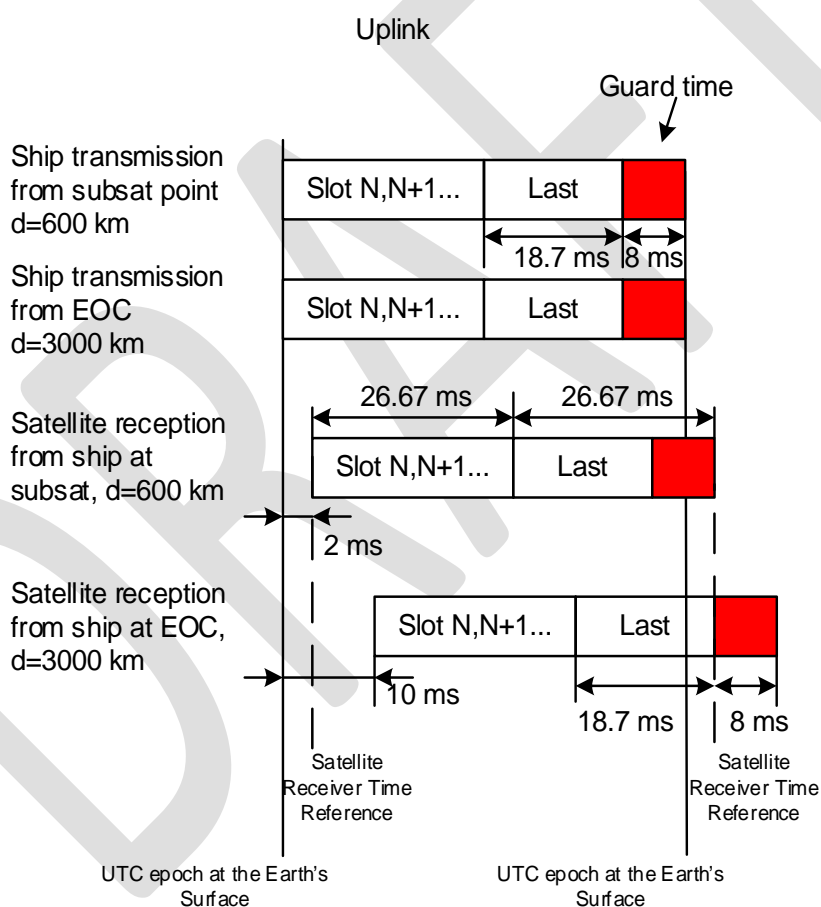 Uplink
Guard time
Ship transmission
from subsat point
d=600 km
Slot N,N+1...
Last
18.7 ms
8 ms
Ship transmission
from EOC
d=3000 km
Slot N,N+1...
Last
26.67 ms
26.67 ms
Satellite reception
from ship at
subsat, d=600 km
Slot N,N+1...
Last
2 ms
Satellite reception
from ship at EOC,
d=3000 km
Slot N,N+1...
Last
10 ms
18.7 ms
8 ms
Satellite
Receiver Time
Reference
Satellite
Receiver Time
Reference
UTC epoch at the Earth's
Surface
UTC epoch at the Earth's
Surface
DRAFT